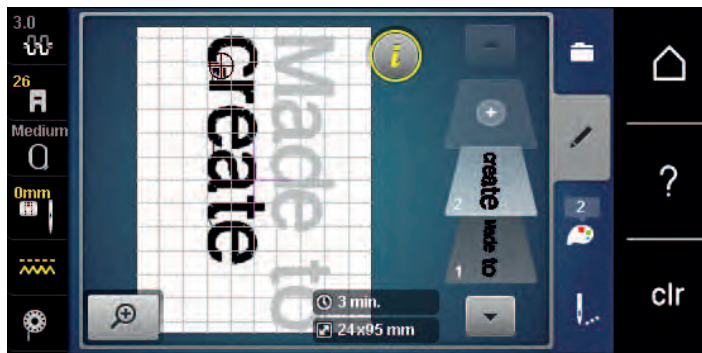 3.0
26
Medium
0mm
create
Made to
i
create
2
Made to
1
3 min.
24x95 mm
2
?
clr